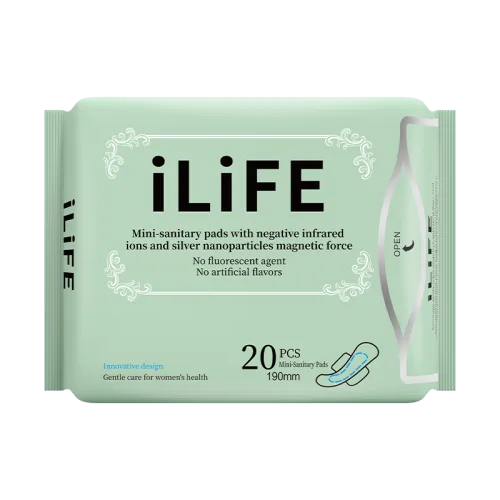 iLiFE
iLiFE
Mini-sanitary pads with negative infrared
ions and silver nanoparticles magnetic force
No fluorescent agent
No artificial flavors
OPEN
iLIFE
Innovative design
Gentle care for women's health
20 PCS
Mini-Sanitary Pads
190mm